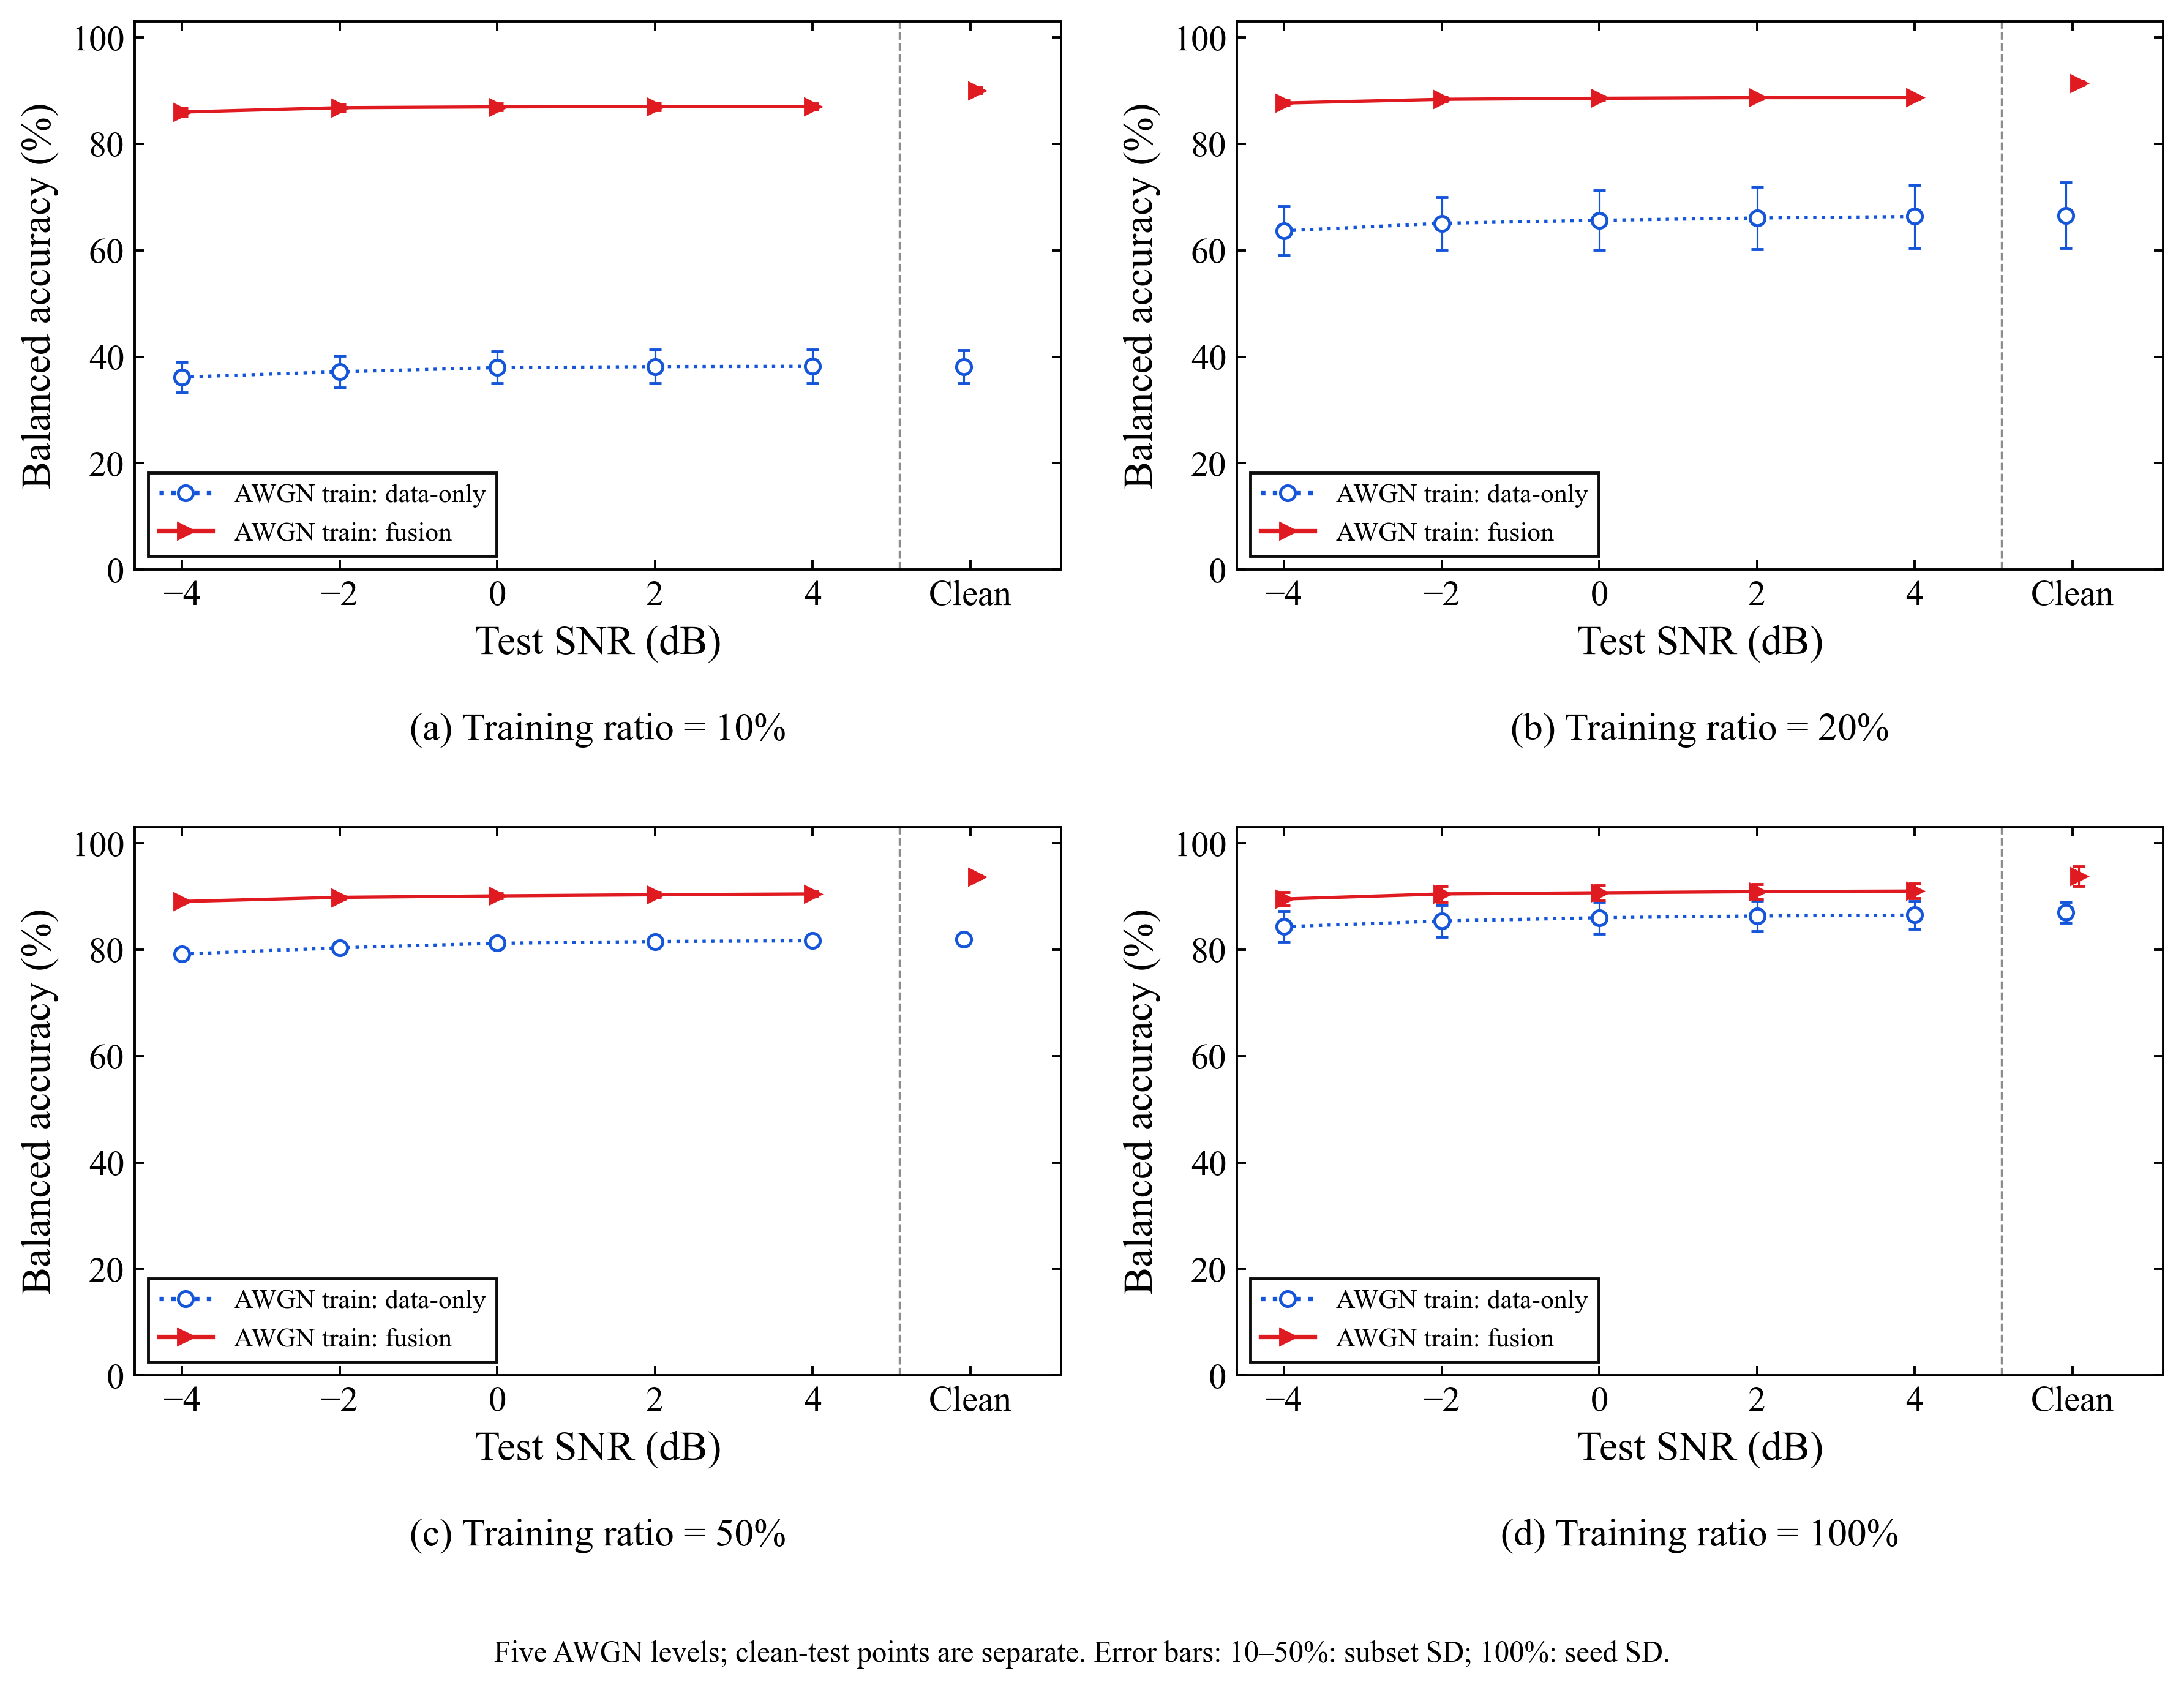 100
80
60
40
20
0
Balanced accuracy (%)
AWGN train: data-only
AWGN train: fusion
−4 −2 0 2 4 Clean
Test SNR (dB)
(a) Training ratio = 10%
100
80
60
40
20
0
Balanced accuracy (%)
AWGN train: data-only
AWGN train: fusion
−4 −2 0 2 4 Clean
Test SNR (dB)
(b) Training ratio = 20%
100
80
60
40
20
0
Balanced accuracy (%)
AWGN train: data-only
AWGN train: fusion
−4 −2 0 2 4 Clean
Test SNR (dB)
(c) Training ratio = 50%
100
80
60
40
20
0
Balanced accuracy (%)
AWGN train: data-only
AWGN train: fusion
−4 −2 0 2 4 Clean
Test SNR (dB)
(d) Training ratio = 100%
Five AWGN levels; clean-test points are separate. Error bars: 10–50%: subset SD; 100%: seed SD.